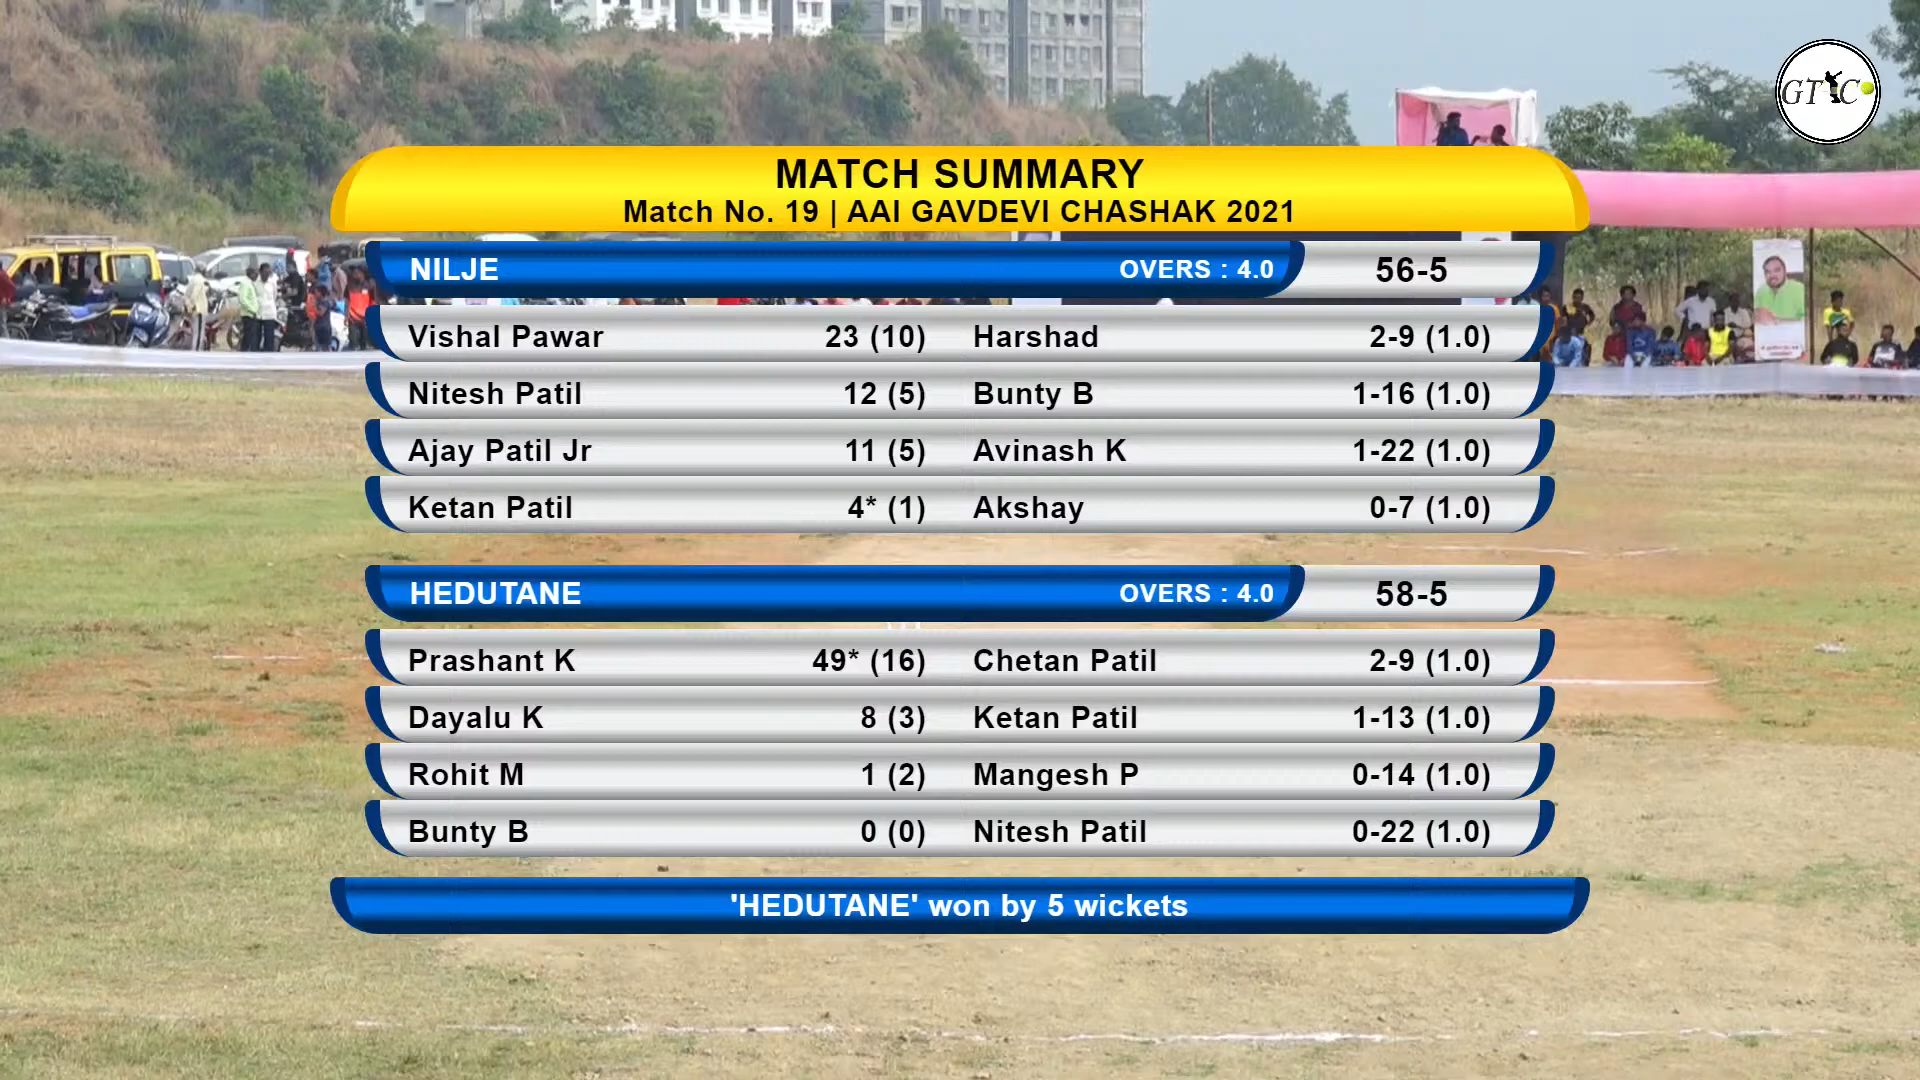 GTC
MATCH SUMMARY
Match No. 19 | AAI GAVDEVI CHASHAK 2021
NILJE OVERS : 4.0 56-5
Vishal Pawar 23 (10) Harshad 2-9 (1.0)
Nitesh Patil 12 (5) Bunty B 1-16 (1.0)
Ajay Patil Jr 11 (5) Avinash K 1-22 (1.0)
Ketan Patil 4* (1) Akshay 0-7 (1.0)
HEDUTANE OVERS : 4.0 58-5
Prashant K 49* (16) Chetan Patil 2-9 (1.0)
Dayalu K 8 (3) Ketan Patil 1-13 (1.0)
Rohit M 1 (2) Mangesh P 0-14 (1.0)
Bunty B 0 (0) Nitesh Patil 0-22 (1.0)
'HEDUTANE' won by 5 wickets